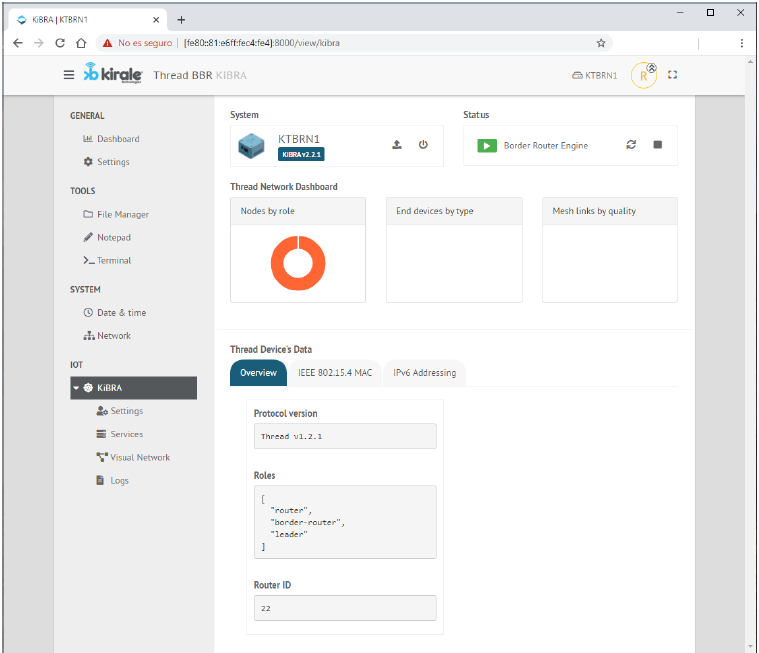 KiBRA | KTBRN1
No es seguro | [fe80::81:e6ff:fec4:fe4]:8000/view/kibra
kirale
Technologies
Thread BBR KiBRA
KTBRN1
R
GENERAL
Dashboard
Settings
TOOLS
File Manager
Notepad
Terminal
SYSTEM
Date & time
Network
IOT
KiBRA
Settings
Services
Visual Network
Logs
System
KTBRN1
KiBRA v2.2.1
Status
Border Router Engine
Thread Network Dashboard
Nodes by role
End devices by type
Mesh links by quality
Thread Device's Data
Overview
IEEE 802.15.4 MAC
IPv6 Addressing
Protocol version
Thread v1.2.1
Roles
[
"router",
"border-router",
"leader"
]
Router ID
22